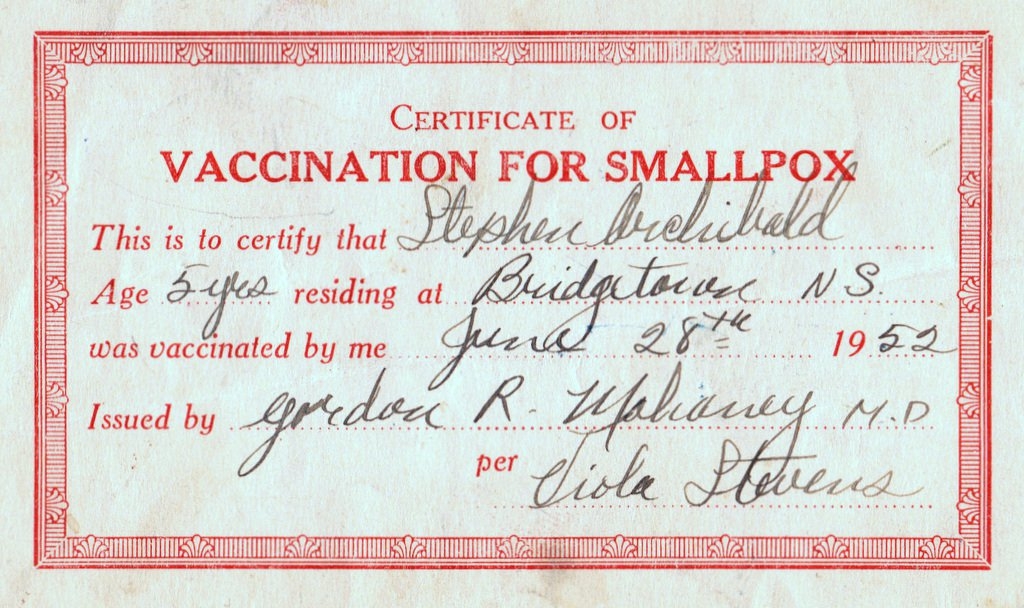 CERTIFICATE OF
VACCINATION FOR SMALLPOX
This is to certify that Stephen Archibald
Age 5 yrs residing at Bridgetown N S.
was vaccinated by me June 28th 1952
Issued by Gordon R. Mahaney M.D
per Viola Stevens